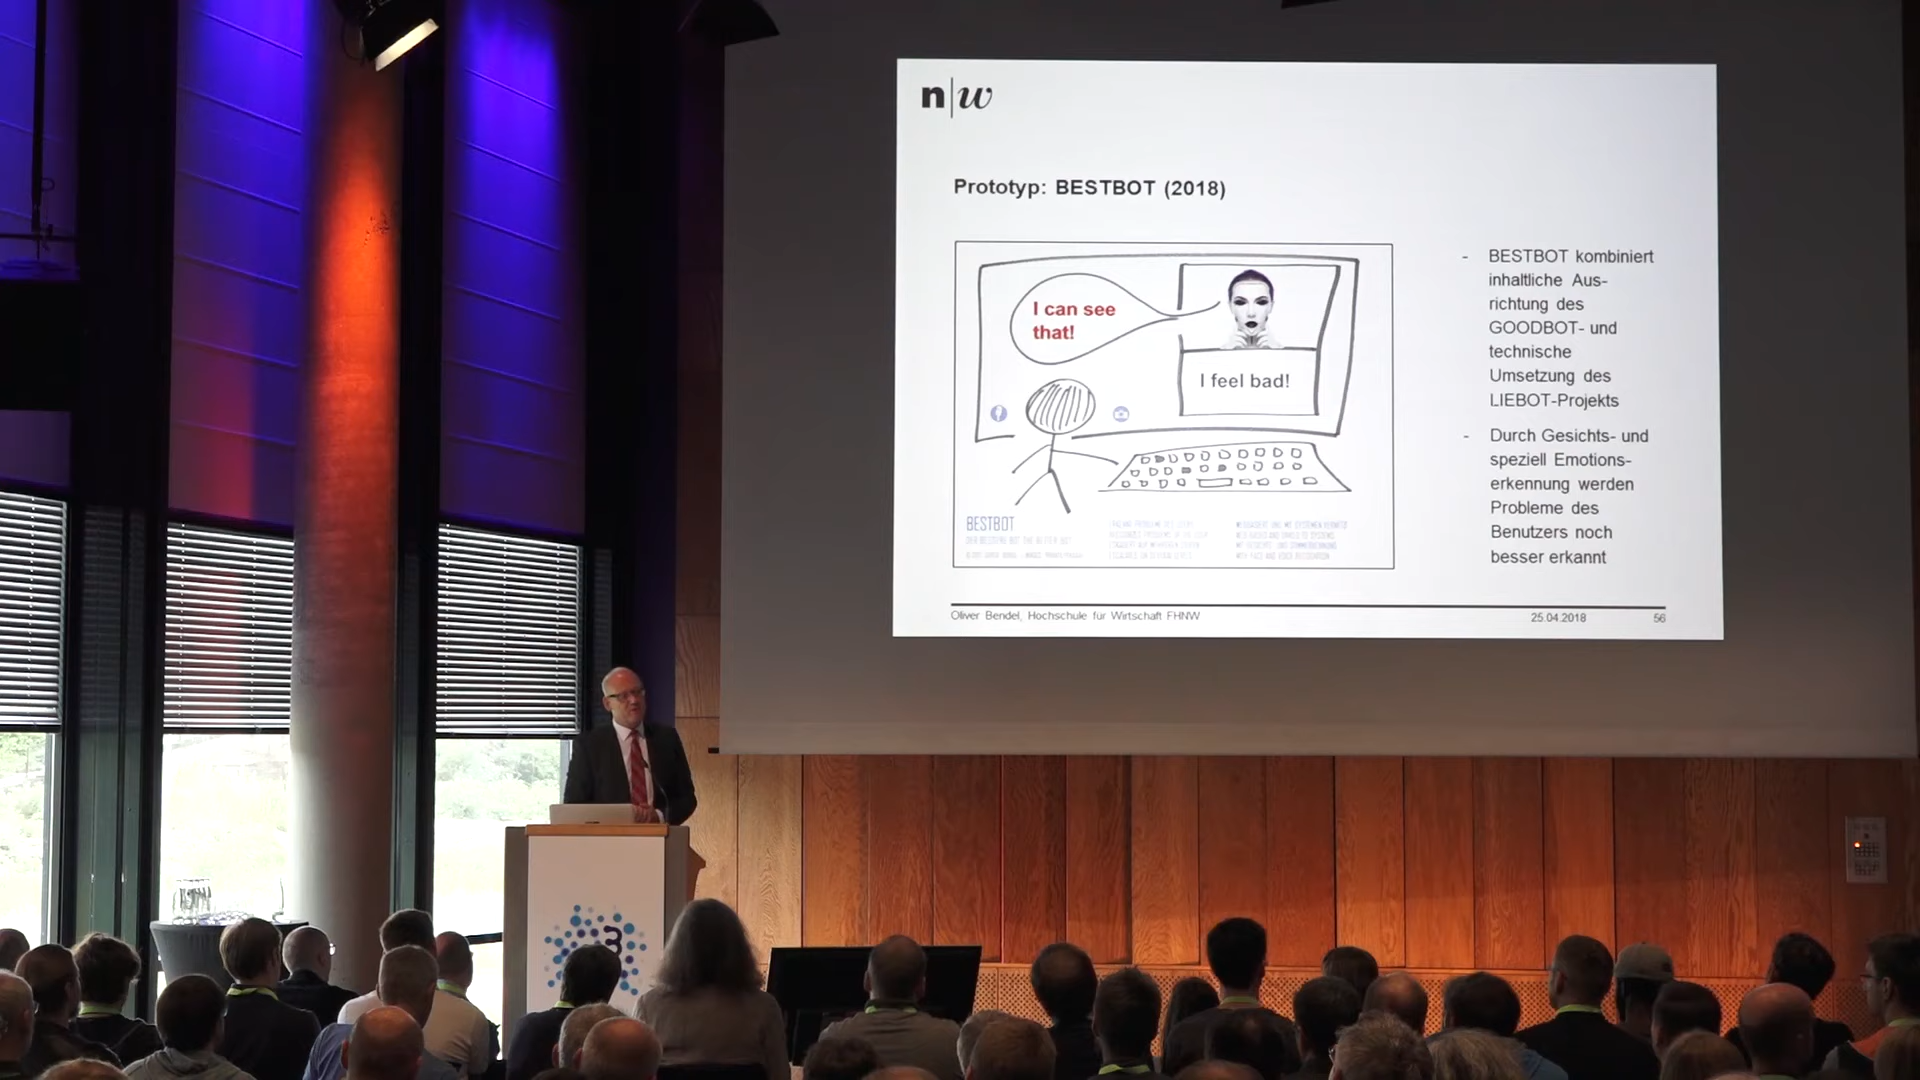 n|w
Prototyp: BESTBOT (2018)
I can see
that!
I feel bad!
BESTBOT
- BESTBOT kombiniert
inhaltliche Aus-
richtung des
GOODBOT- und
technische
Umsetzung des
LIEBOT-Projekts
- Durch Gesichts- und
speziell Emotions-
erkennung werden
Probleme des
Benutzers noch
besser erkannt
Oliver Bendel, Hochschule für Wirtschaft FHNW
25.04.2018
56